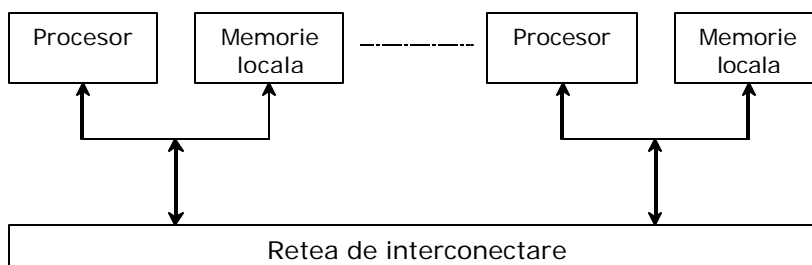 Procesor
Memorie
locala
Procesor
Memorie
locala
Retea de interconectare